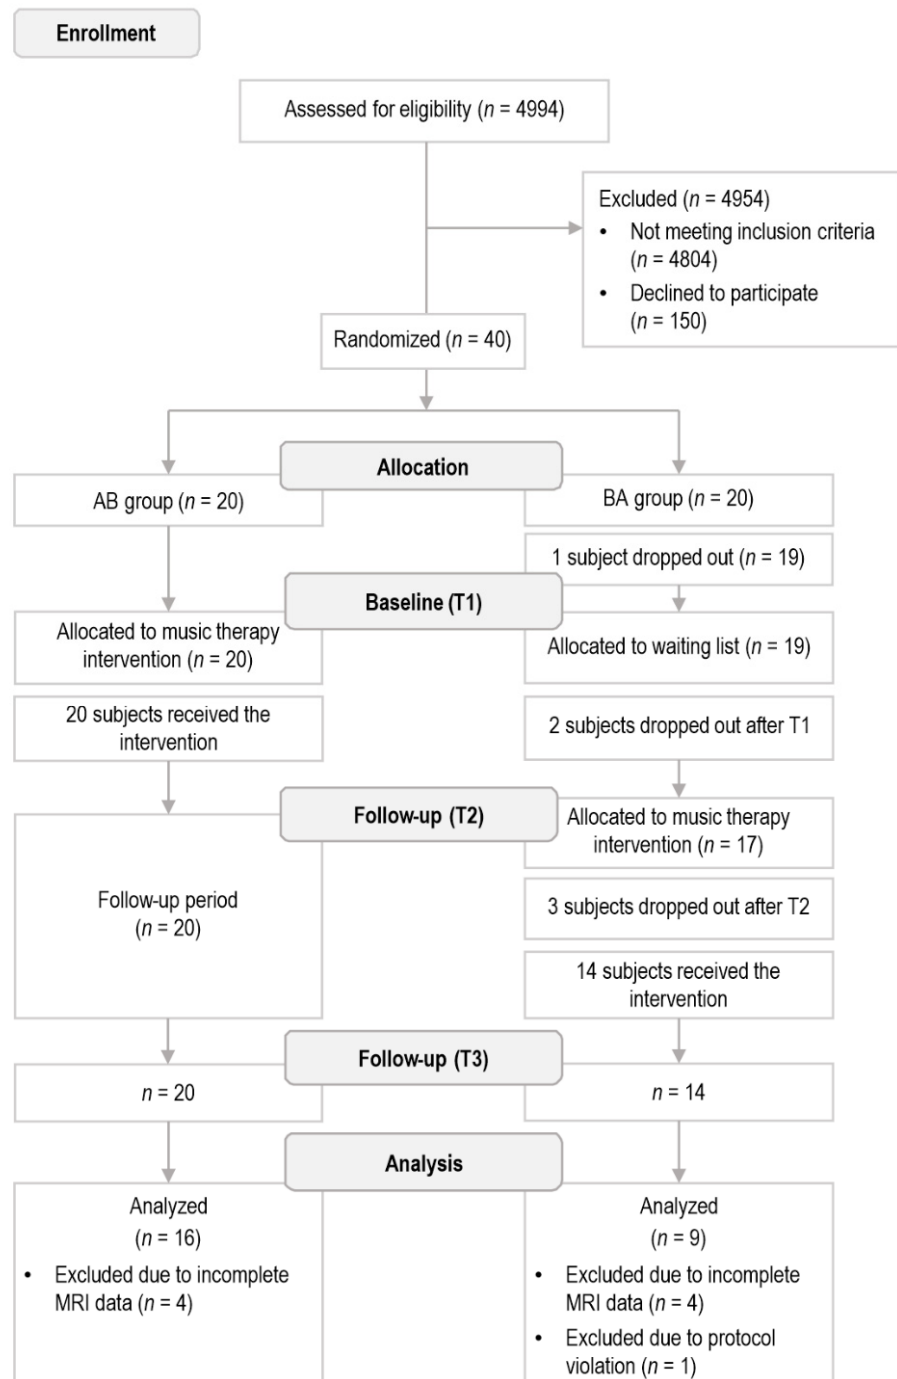 Enrollment
Assessed for eligibility (n = 4994)
Excluded (n = 4954)
• Not meeting inclusion criteria
(n = 4804)
• Declined to participate
(n = 150)
Randomized (n = 40)
Allocation
AB group (n = 20)
BA group (n = 20)
1 subject dropped out (n = 19)
Baseline (T1)
Allocated to music therapy
intervention (n = 20)
Allocated to waiting list (n = 19)
20 subjects received the
intervention
2 subjects dropped out after T1
Follow-up (T2)
Allocated to music therapy
intervention (n = 17)
Follow-up period
(n = 20)
3 subjects dropped out after T2
14 subjects received the
intervention
Follow-up (T3)
n = 20
n = 14
Analysis
Analyzed
(n = 16)
• Excluded due to incomplete
MRI data (n = 4)
Analyzed
(n = 9)
• Excluded due to incomplete
MRI data (n = 4)
• Excluded due to protocol
violation (n = 1)